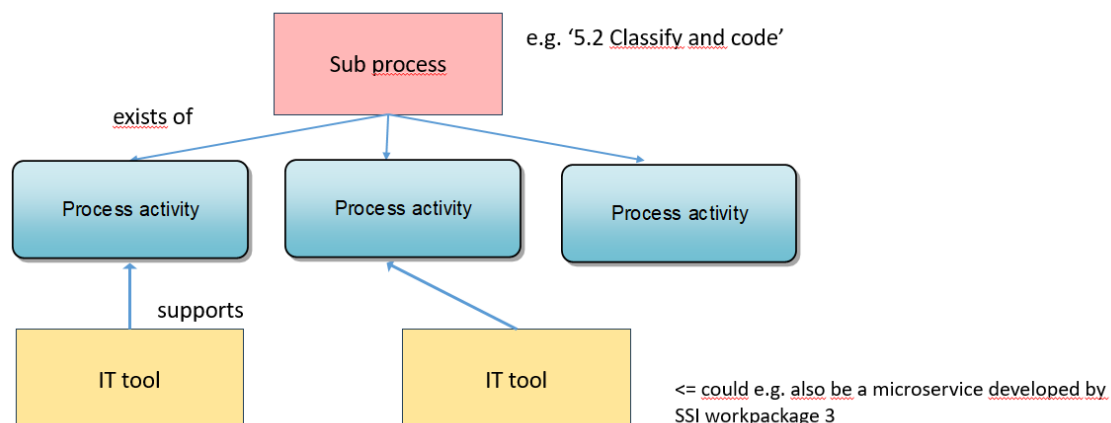 e.g. ‘5.2 Classify and code’
Sub process
exists of
Process activity
Process activity
Process activity
supports
IT tool
IT tool
<= could e.g. also be a microservice developed by
SSI workpackage 3